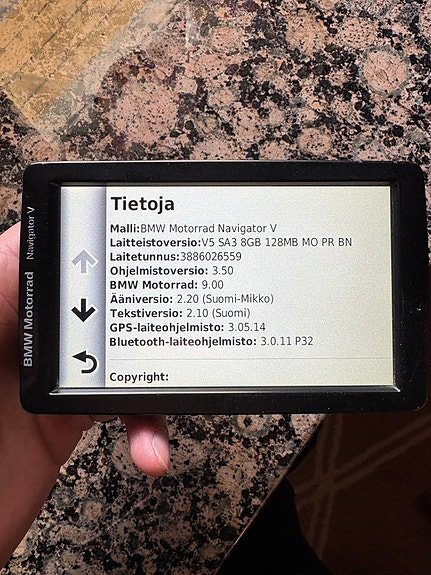 Tietoja
Malli:BMW Motorrad Navigator V
Laitteistoversio:V5 SA3 8GB 128MB MO PR BN
Laitetunnus:3886026559
Ohjelmistoversio: 3.50
BMW Motorrad: 9.00
Ääniversio: 2.20 (Suomi-Mikko)
Tekstiversio: 2.10 (Suomi)
GPS-laiteohjelmisto: 3.05.14
Bluetooth-laiteohjelmisto: 3.0.11 P32
Copyright:
BMW Motorrad Navigator V